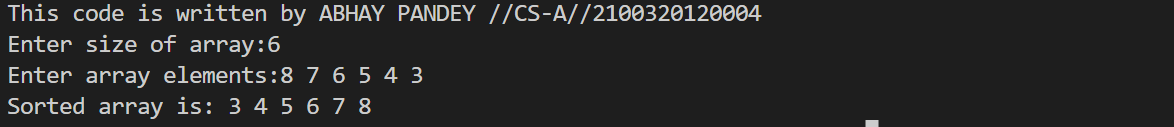 This code is written by ABHAY PANDEY //CS-A//2100320120004
Enter size of array:6
Enter array elements:8 7 6 5 4 3
Sorted array is: 3 4 5 6 7 8